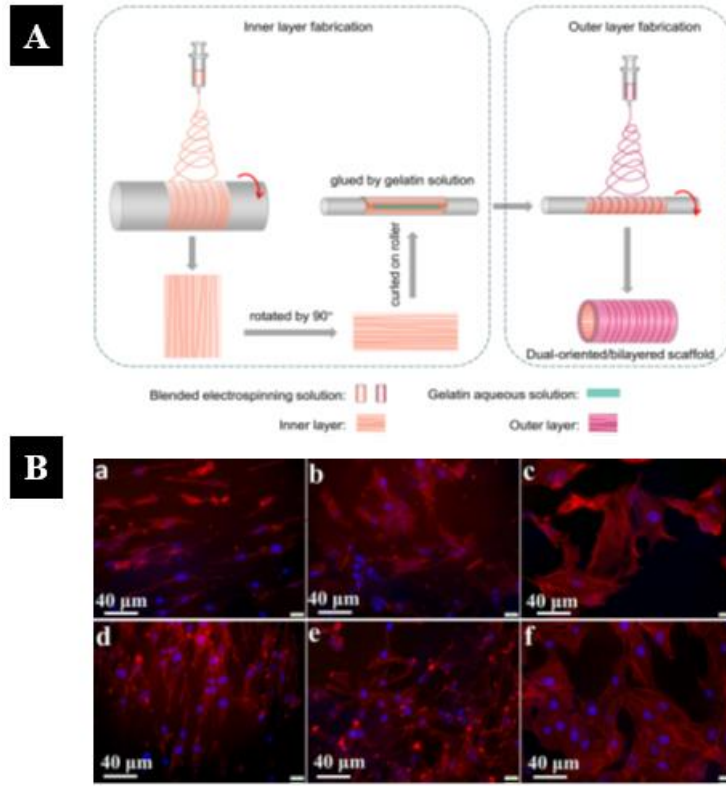 A
Inner layer fabrication
Outer layer fabrication
glued by gelatin solution
curled on roller
rotated by 90°
Dual-oriented/bilayered scaffold
Blended electrospinning solution:
Gelatin aqueous solution:
Inner layer:
Outer layer:
B
a
b
c
40 µm
40 µm
40 µm
d
e
f
40 µm
40 µm
40 µm